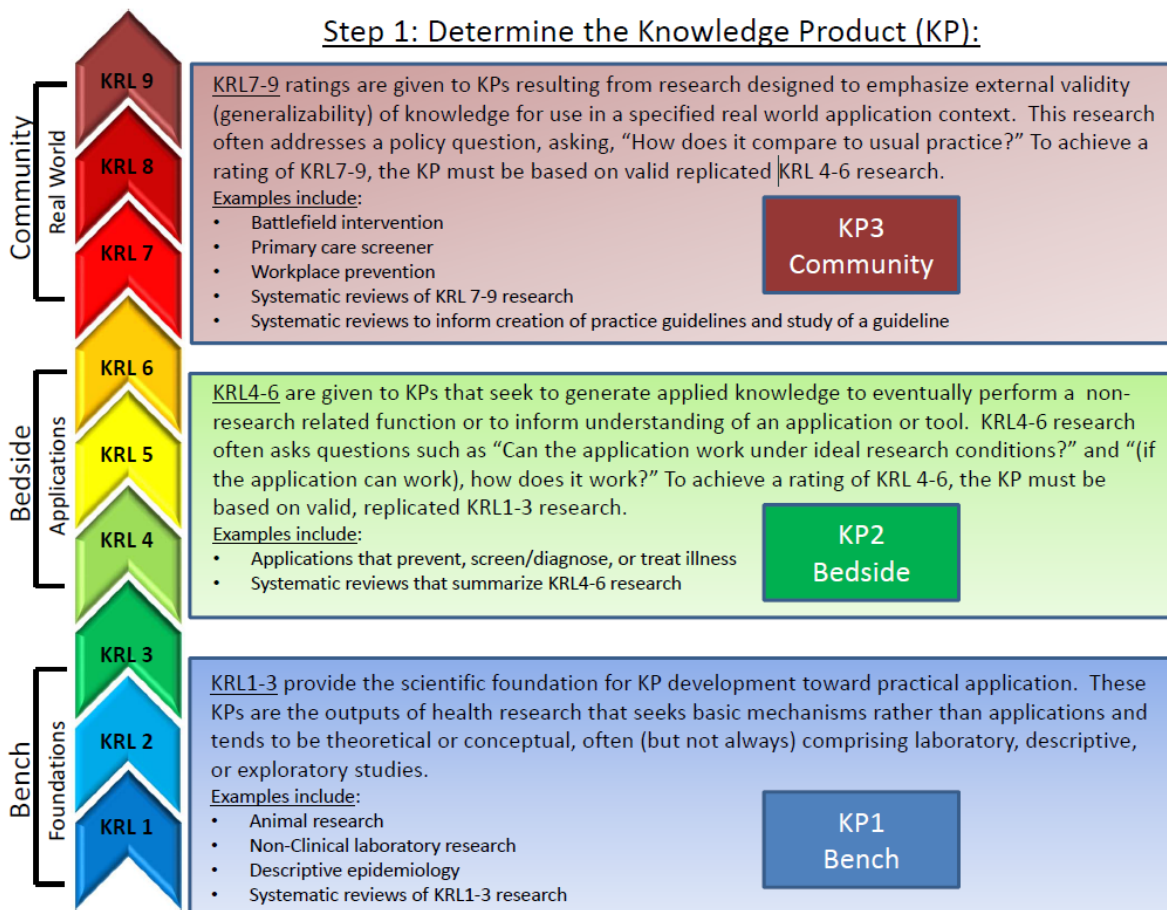 Step 1: Determine the Knowledge Product (KP):
Community
Real World
KRL 9
KRL 8
KRL 7
KRL7-9 ratings are given to KPs resulting from research designed to emphasize external validity
(generalizability) of knowledge for use in a specified real world application context.  This research
often addresses a policy question, asking, “How does it compare to usual practice?” To achieve a
rating of KRL7-9, the KP must be based on valid replicated KRL 4-6 research.
Examples include:
• Battlefield intervention
• Primary care screener
• Workplace prevention
• Systematic reviews of KRL 7-9 research
• Systematic reviews to inform creation of practice guidelines and study of a guideline
KP3
Community
Bedside
Applications
KRL 6
KRL 5
KRL 4
KRL4-6 are given to KPs that seek to generate applied knowledge to eventually perform a  non-
research related function or to inform understanding of an application or tool.  KRL4-6 research
often asks questions such as “Can the application work under ideal research conditions?” and “(if
the application can work), how does it work?” To achieve a rating of KRL 4-6, the KP must be
based on valid, replicated KRL1-3 research.
Examples include:
• Applications that prevent, screen/diagnose, or treat illness
• Systematic reviews that summarize KRL4-6 research
KP2
Bedside
Bench
Foundations
KRL 3
KRL 2
KRL 1
KRL1-3 provide the scientific foundation for KP development toward practical application.  These
KPs are the outputs of health research that seeks basic mechanisms rather than applications and
tends to be theoretical or conceptual, often (but not always) comprising laboratory, descriptive,
or exploratory studies.
Examples include:
• Animal research
• Non-Clinical laboratory research
• Descriptive epidemiology
• Systematic reviews of KRL1-3 research
KP1
Bench